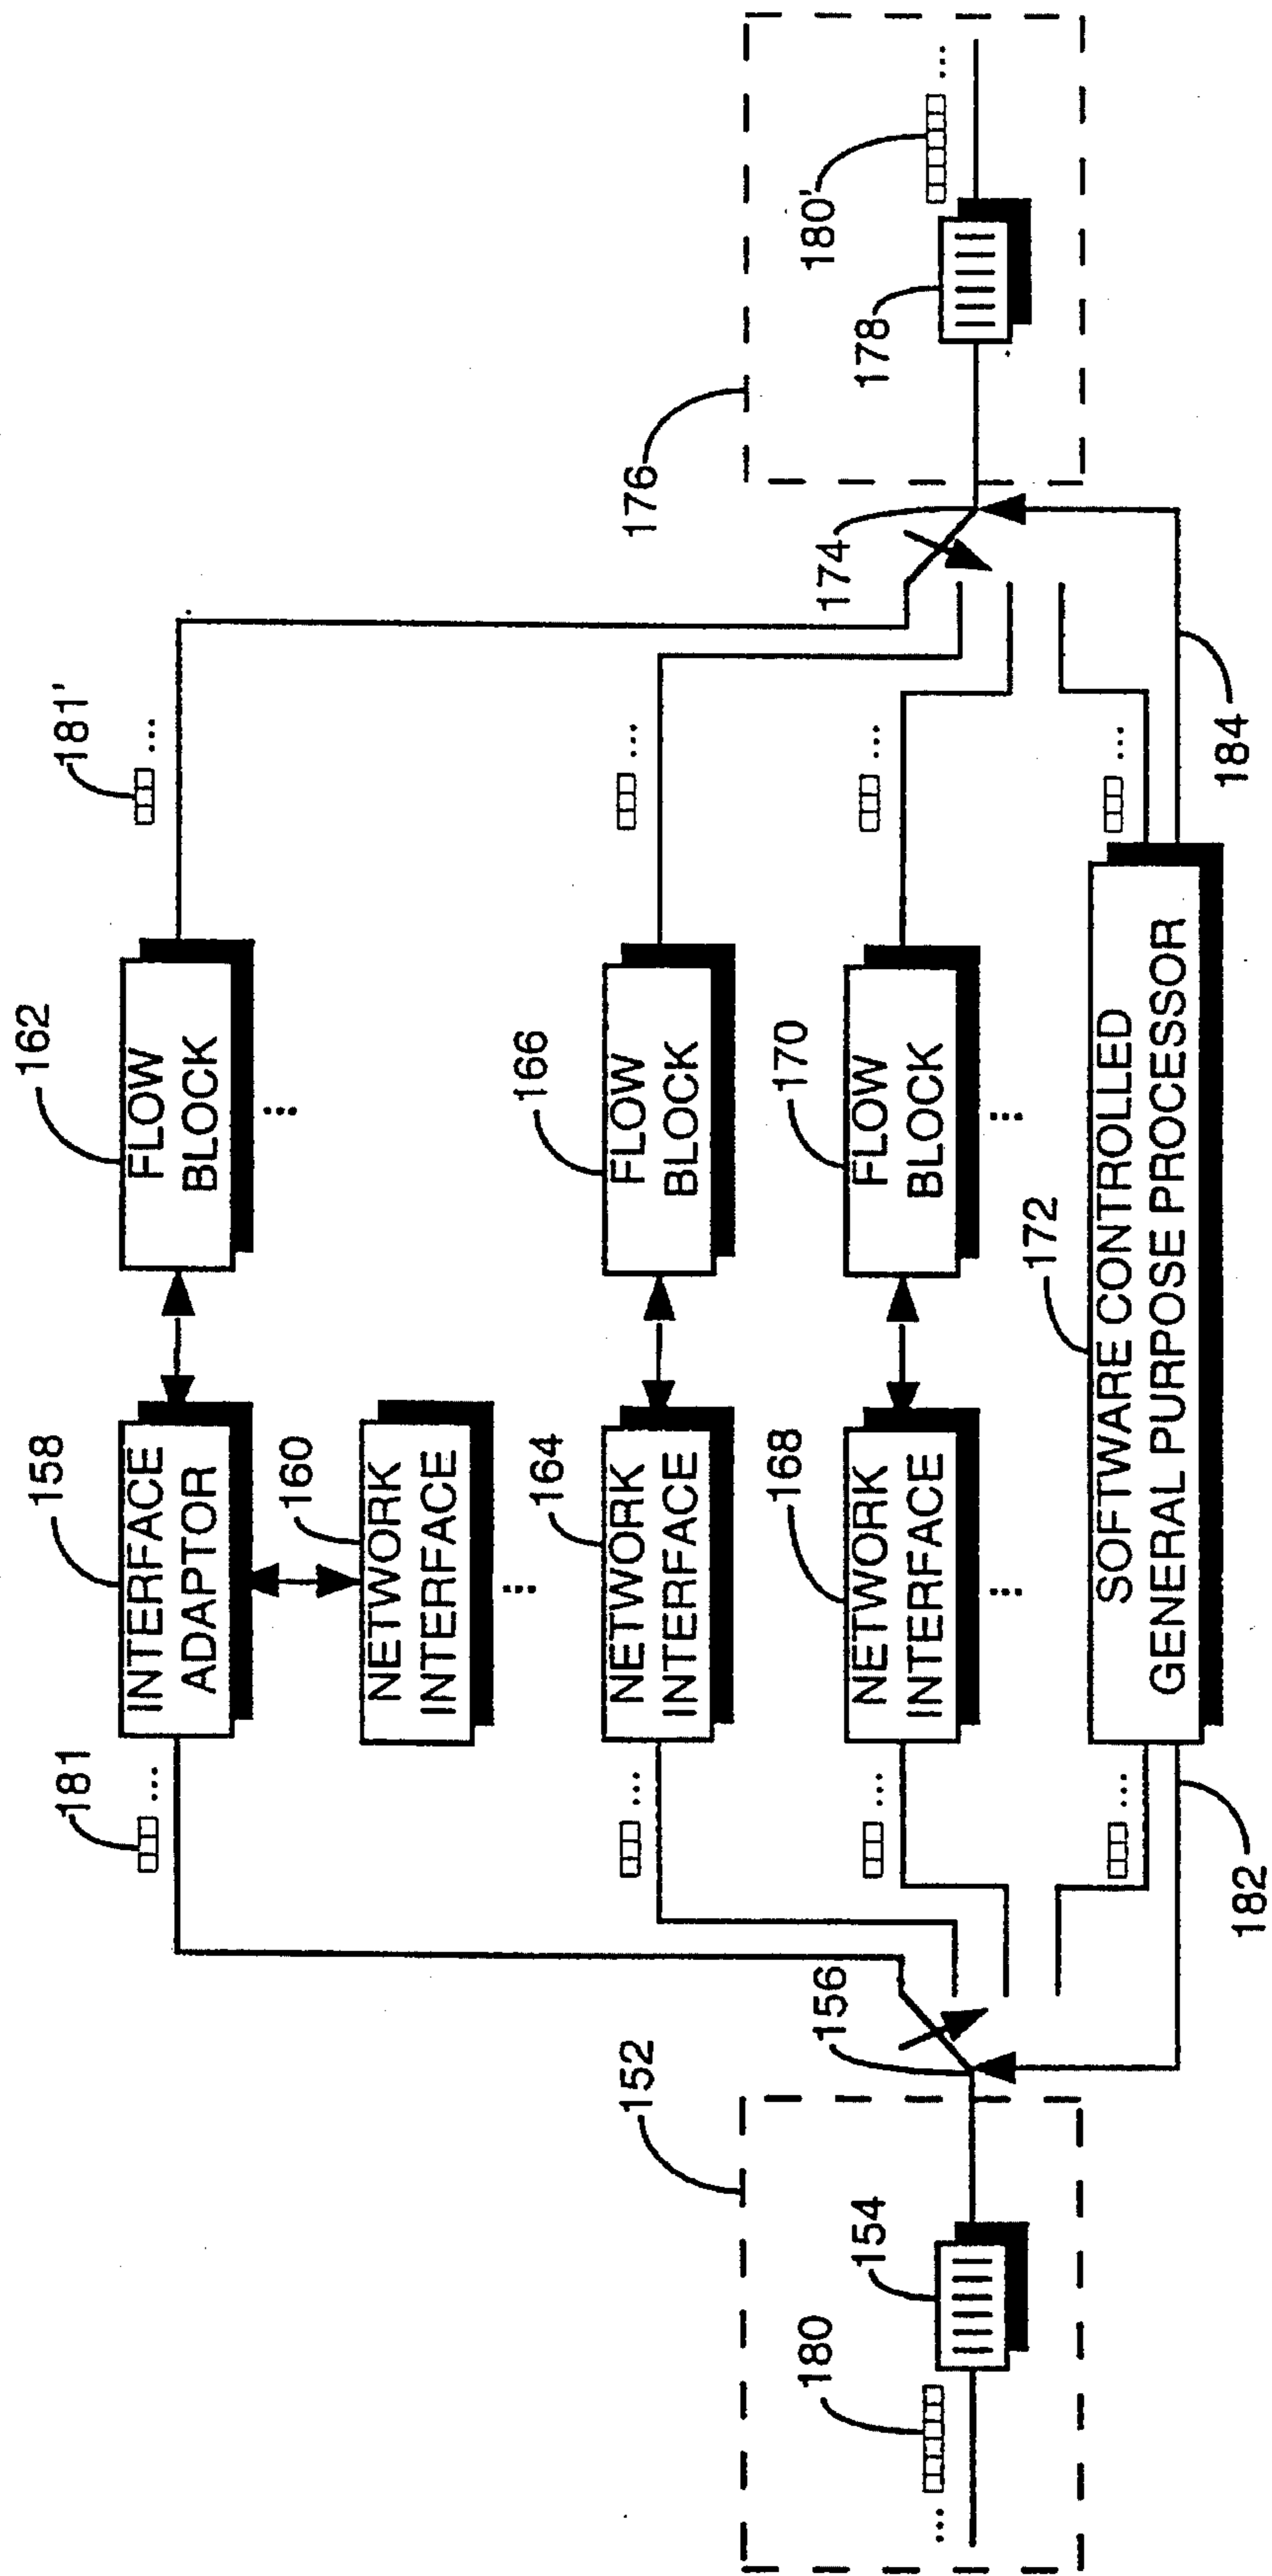 162
FLOW
BLOCK
...
181'
...
158
INTERFACE
ADAPTOR
181
...
160
NETWORK
INTERFACE
...
166
FLOW
BLOCK
...
164
NETWORK
INTERFACE
...
170
FLOW
BLOCK
...
...
168
NETWORK
INTERFACE
...
...
172
SOFTWARE CONTROLLED
GENERAL PURPOSE PROCESSOR
...
...
182
184
152
154
156
180
...
174
176
178
180'
...